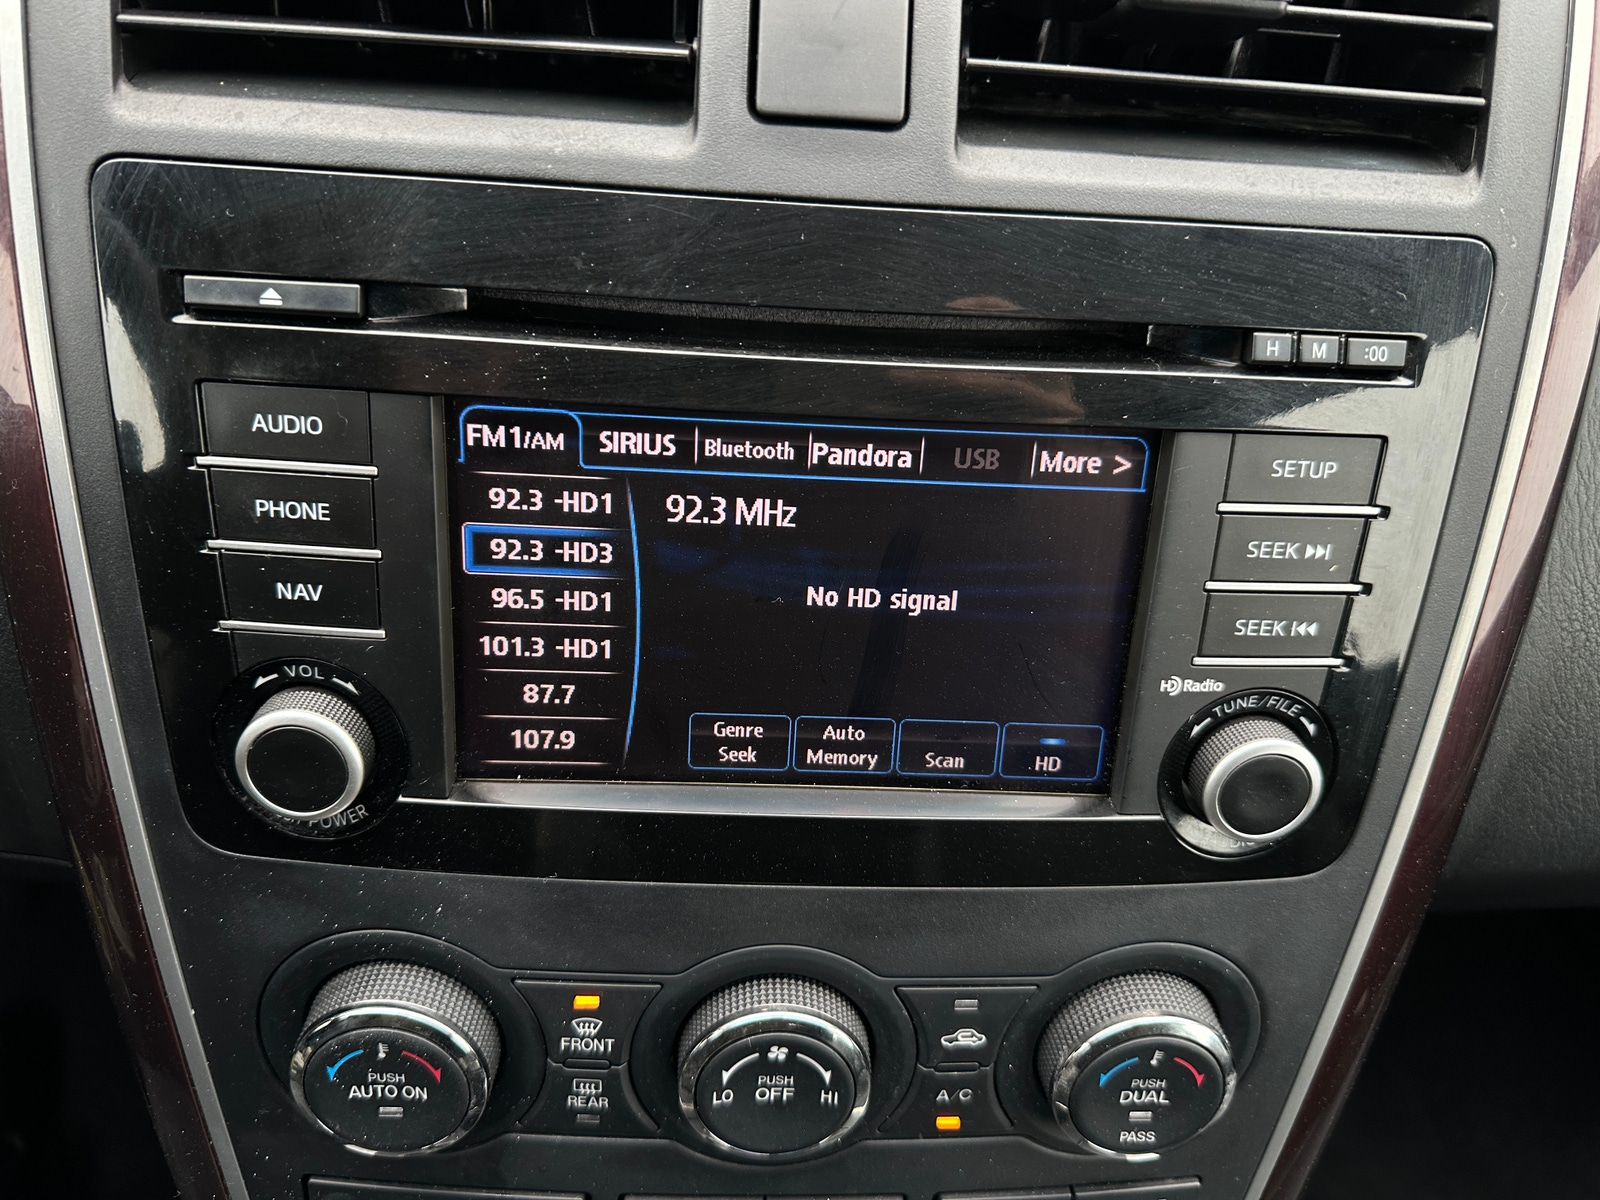 H M :00
AUDIO
PHONE
NAV
VOL
POWER
FM1/AM SIRIUS Bluetooth Pandora USB More >
92.3 -HD1
92.3 -HD3
96.5 -HD1
101.3 -HD1
87.7
107.9
92.3 MHz
No HD signal
Genre
Seek
Auto
Memory
Scan
HD
SETUP
SEEK
SEEK
HD Radio
TUNE/FILE
PUSH
AUTO ON
FRONT
REAR
PUSH
OFF
LO HI
A/C
PUSH
DUAL
PASS